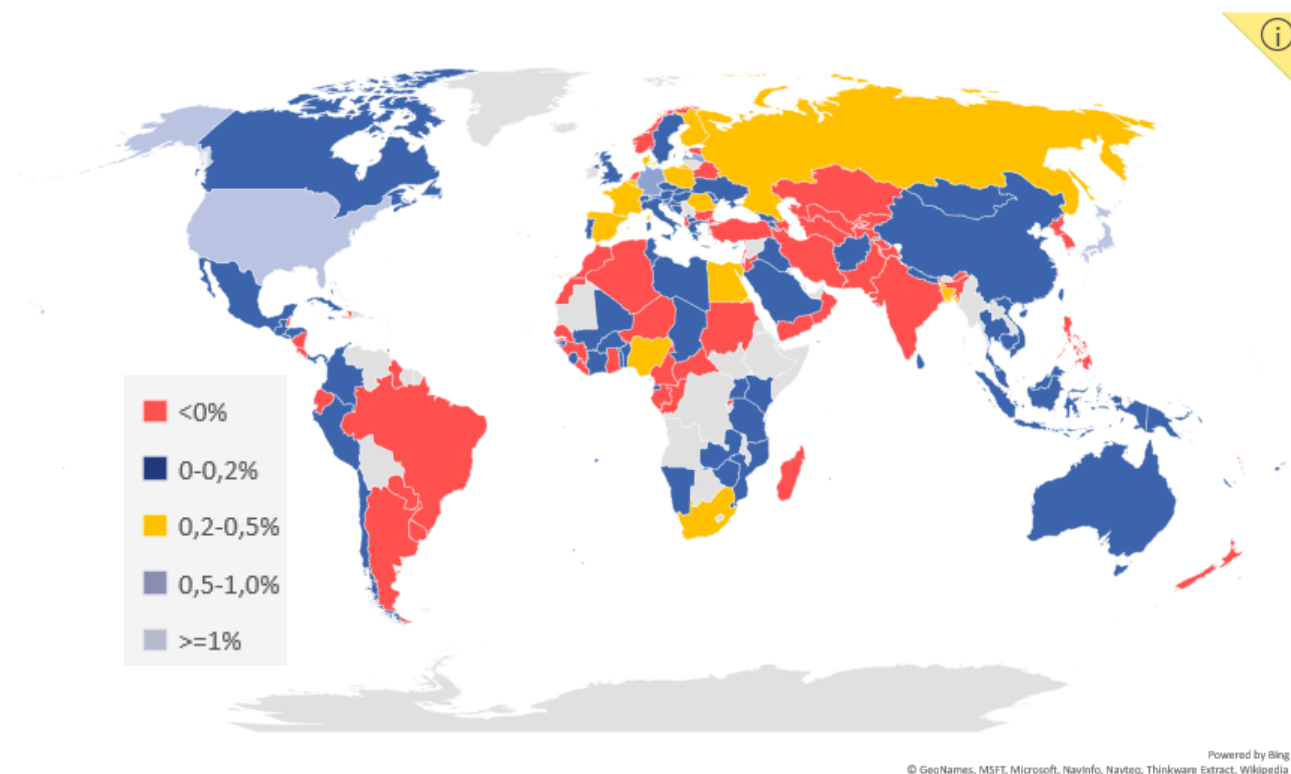 i
<0%
0-0,2%
0,2-0,5%
0,5-1,0%
>=1%
Powered by Bing
© GeoNames, MSFT, Microsoft, NavInfo, Navteq, Thinkware Extract, Wikipedia